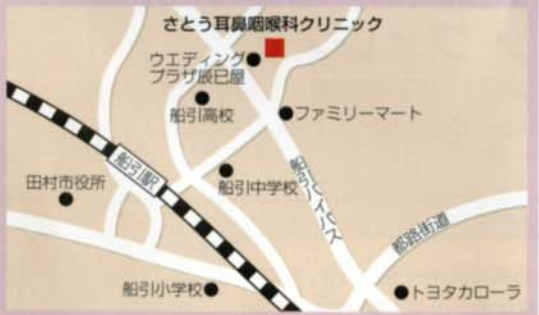 さとう耳鼻咽喉科クリニック
ウエディング
プラザ辰巳屋
船引高校
ファミリーマート
船引駅
田村市役所
船引中学校
船引バイパス
都路街道
船引小学校
トヨタカローラ